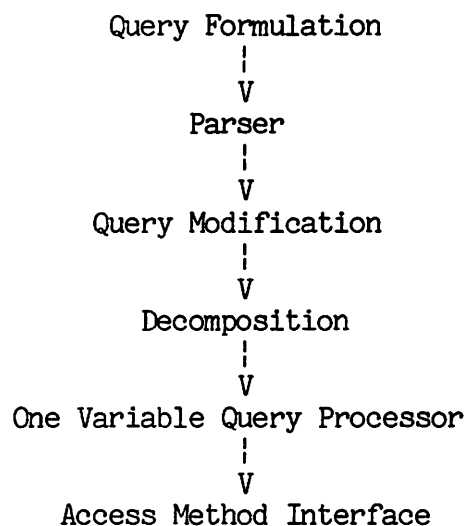 Query Formulation
¦
V
Parser
¦
V
Query Modification
¦
V
Decomposition
¦
V
One Variable Query Processor
¦
V
Access Method Interface